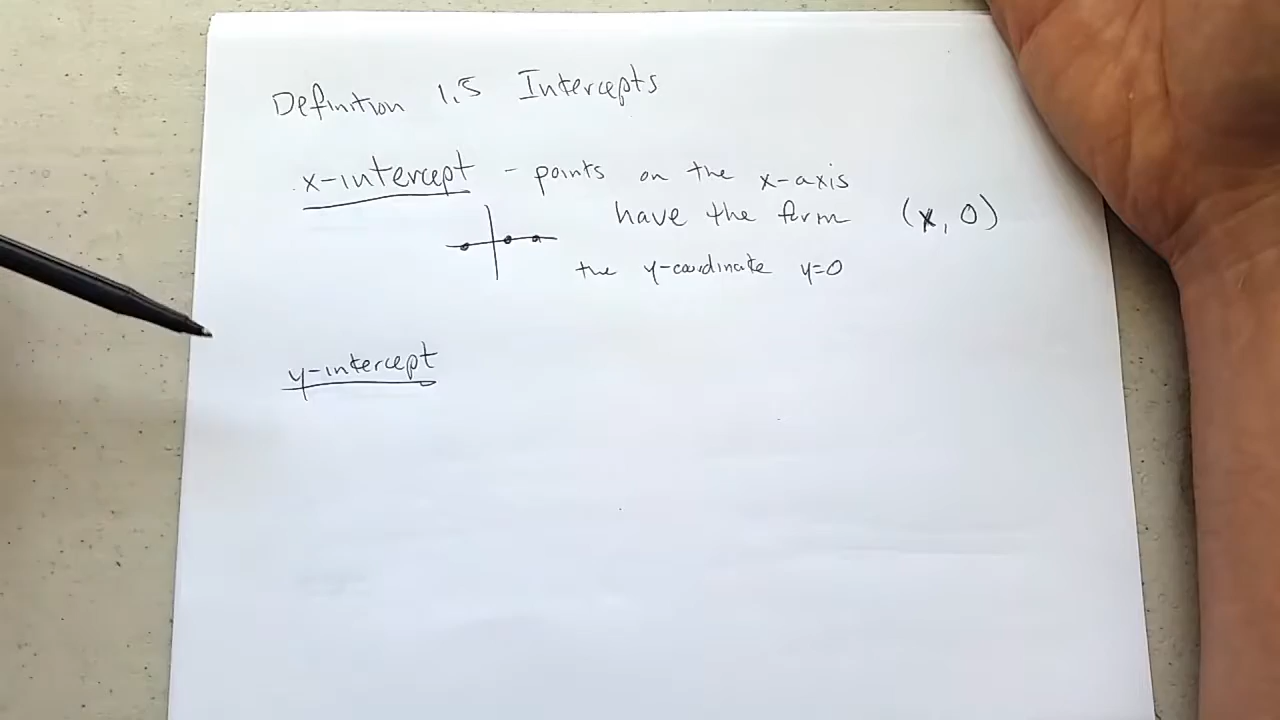 Definition 1.5 Intercepts
x-intercept - points on the x-axis
have the form (x, 0)
the y-coordinate y=0
y-intercept